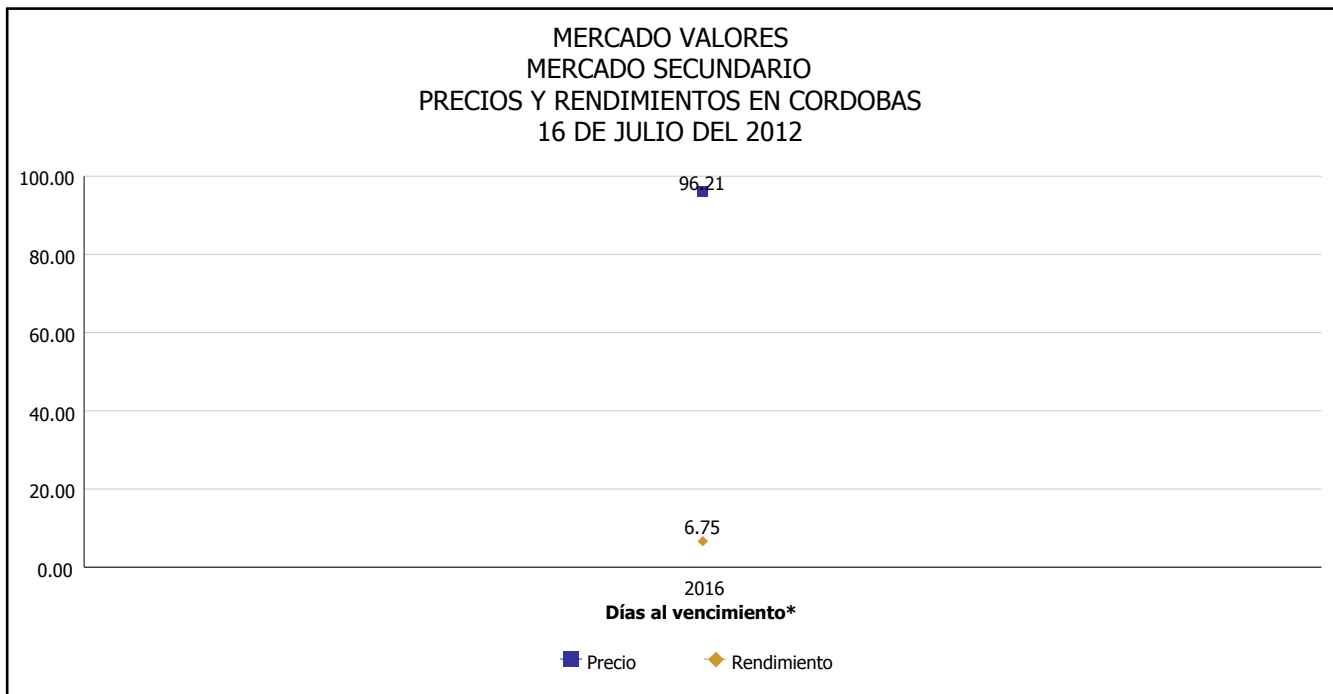 MERCADO VALORES
MERCADO SECUNDARIO
PRECIOS Y RENDIMIENTOS EN CORDOBAS
16 DE JULIO DEL 2012
100.00
96.21
80.00
60.00
40.00
20.00
6.75
0.00
2016
Días al vencimiento*
Precio
Rendimiento